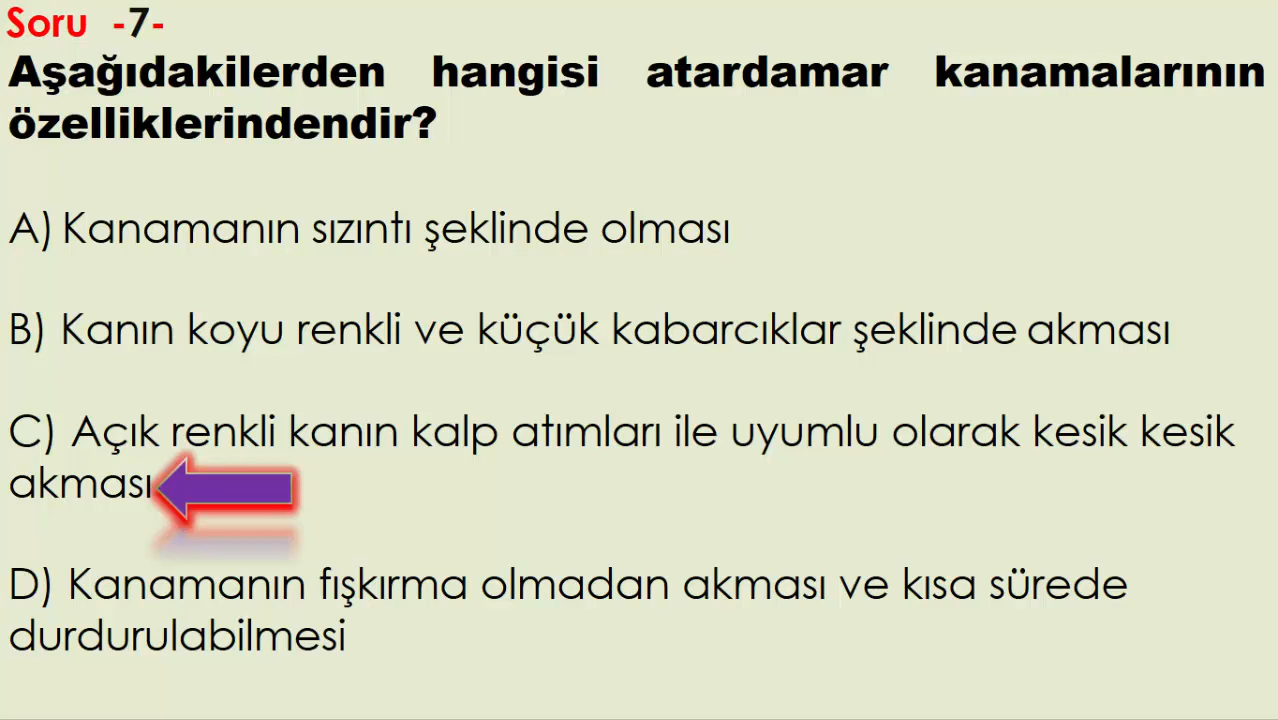 Soru -7-
Aşağıdakilerden hangisi atardamar kanamalarının
özelliklerindendir?
A) Kanamanın sızıntı şeklinde olması
B) Kanın koyu renkli ve küçük kabarcıklar şeklinde akması
C) Açık renkli kanın kalp atımları ile uyumlu olarak kesik kesik
akması
D) Kanamanın fışkırma olmadan akması ve kısa sürede
durdurulabilmesi